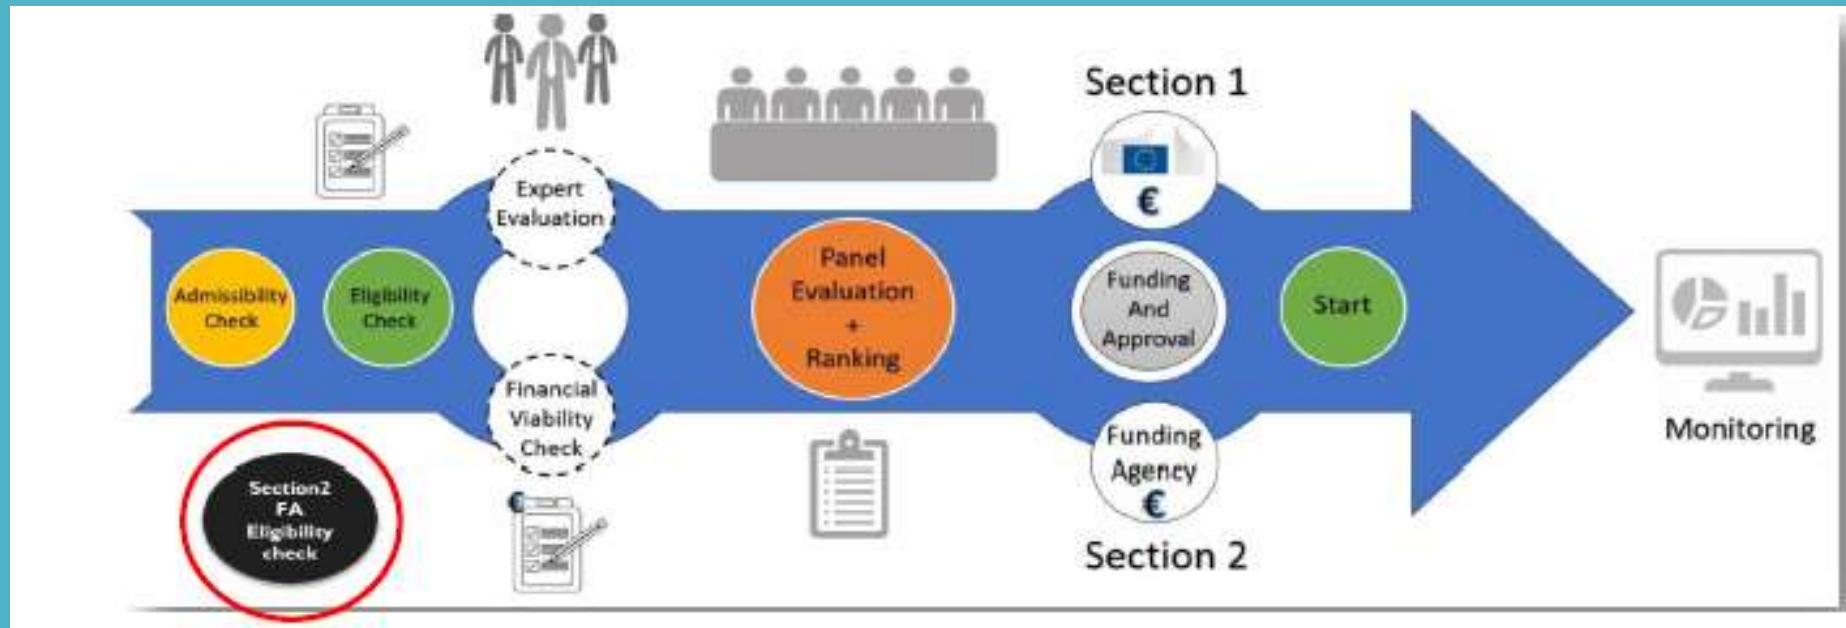 Admissibility
Check
Eligibility
Check
Section2
FA
Eligibility
check
Expert
Evaluation
Financial
Viability
Check
€
Panel
Evaluation
+
Ranking
Section 1
€
Funding
And
Approval
Funding
Agency
€
Section 2
Start
Monitoring